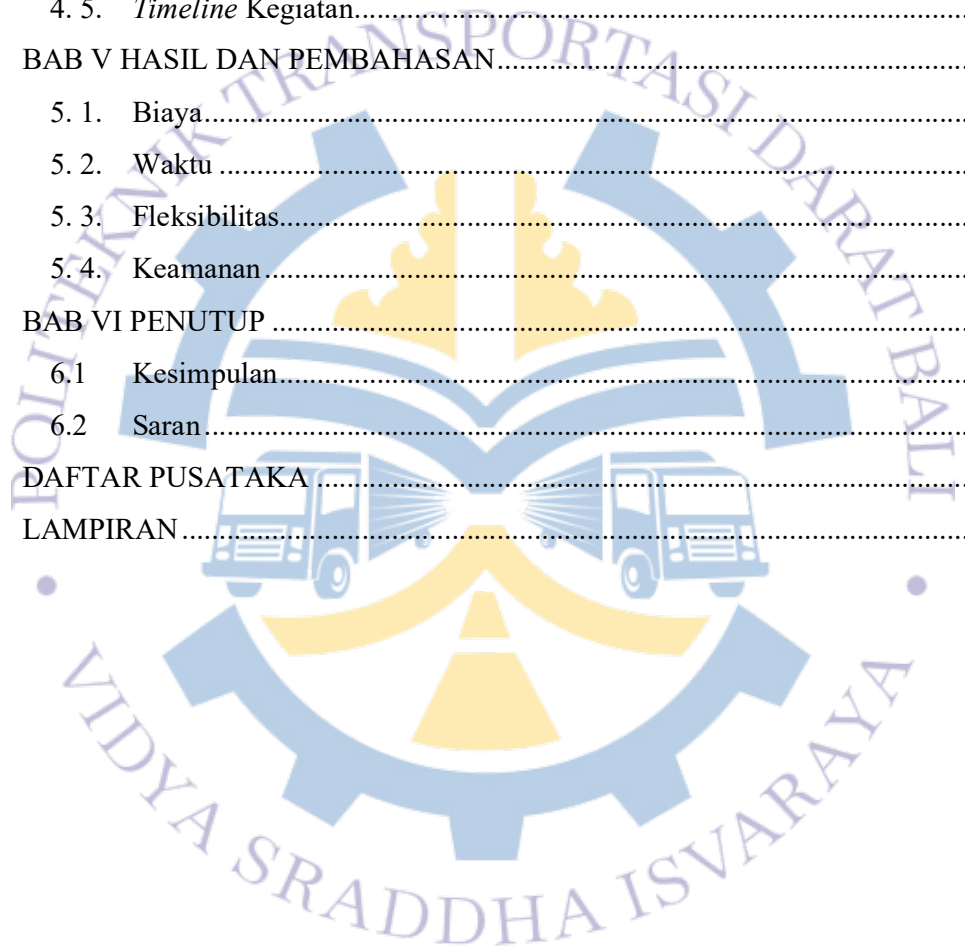 4. 5. Timeline Kegiatan
BAB V HASIL DAN PEMBAHASAN
5. 1. Biaya
5. 2. Waktu
5. 3. Fleksibilitas
5. 4. Keamanan
BAB VI PENUTUP
6.1 Kesimpulan
6.2 Saran
DAFTAR PUSATAKA
LAMPIRAN
POLITEKNIK TRANSPORTASI DARAT BALI
• VIDYA SRADDHA ISVARAYA •